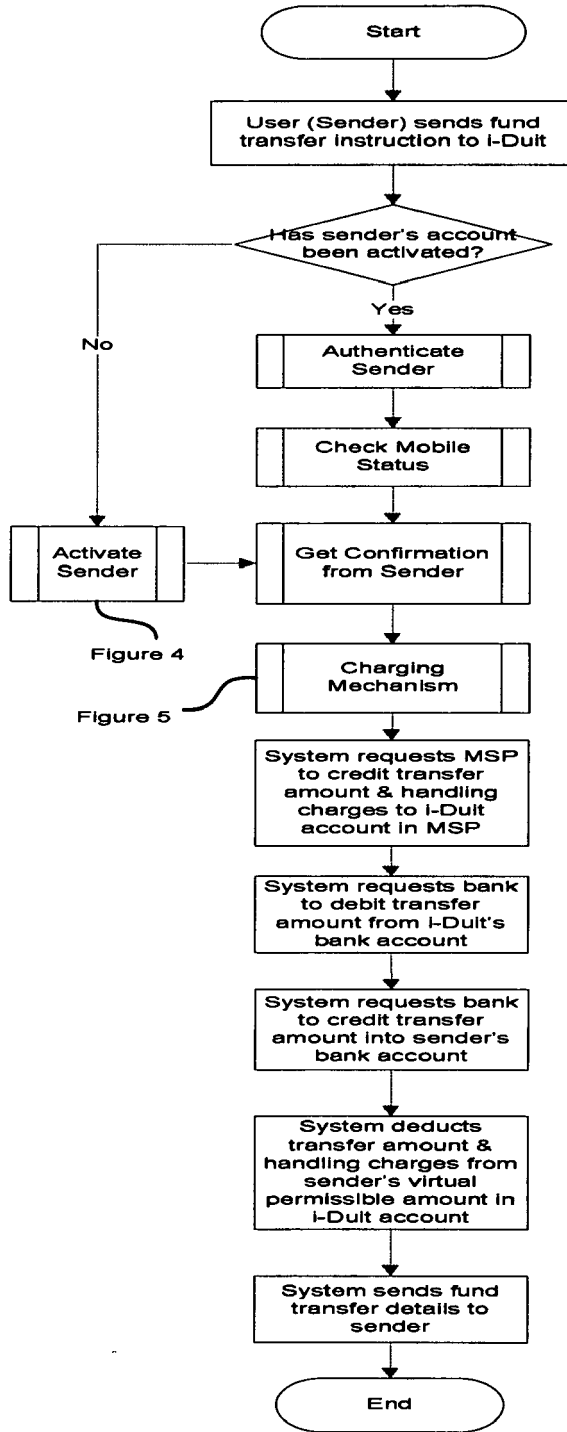 Start
User (Sender) sends fund
transfer instruction to i-Duit
Has sender's account
been activated?
Yes
No
Authenticate
Sender
Check Mobile
Status
Activate
Sender
Get Confirmation
from Sender
Figure 4
Charging
Mechanism
Figure 5
System requests MSP
to credit transfer
amount & handling
charges to i-Duit
account in MSP
System requests bank
to debit transfer
amount from i-Duit's
bank account
System requests bank
to credit transfer
amount into sender's
bank account
System deducts
transfer amount &
handling charges from
sender's virtual
permissible amount in
i-Duit account
System sends fund
transfer details to
sender
End